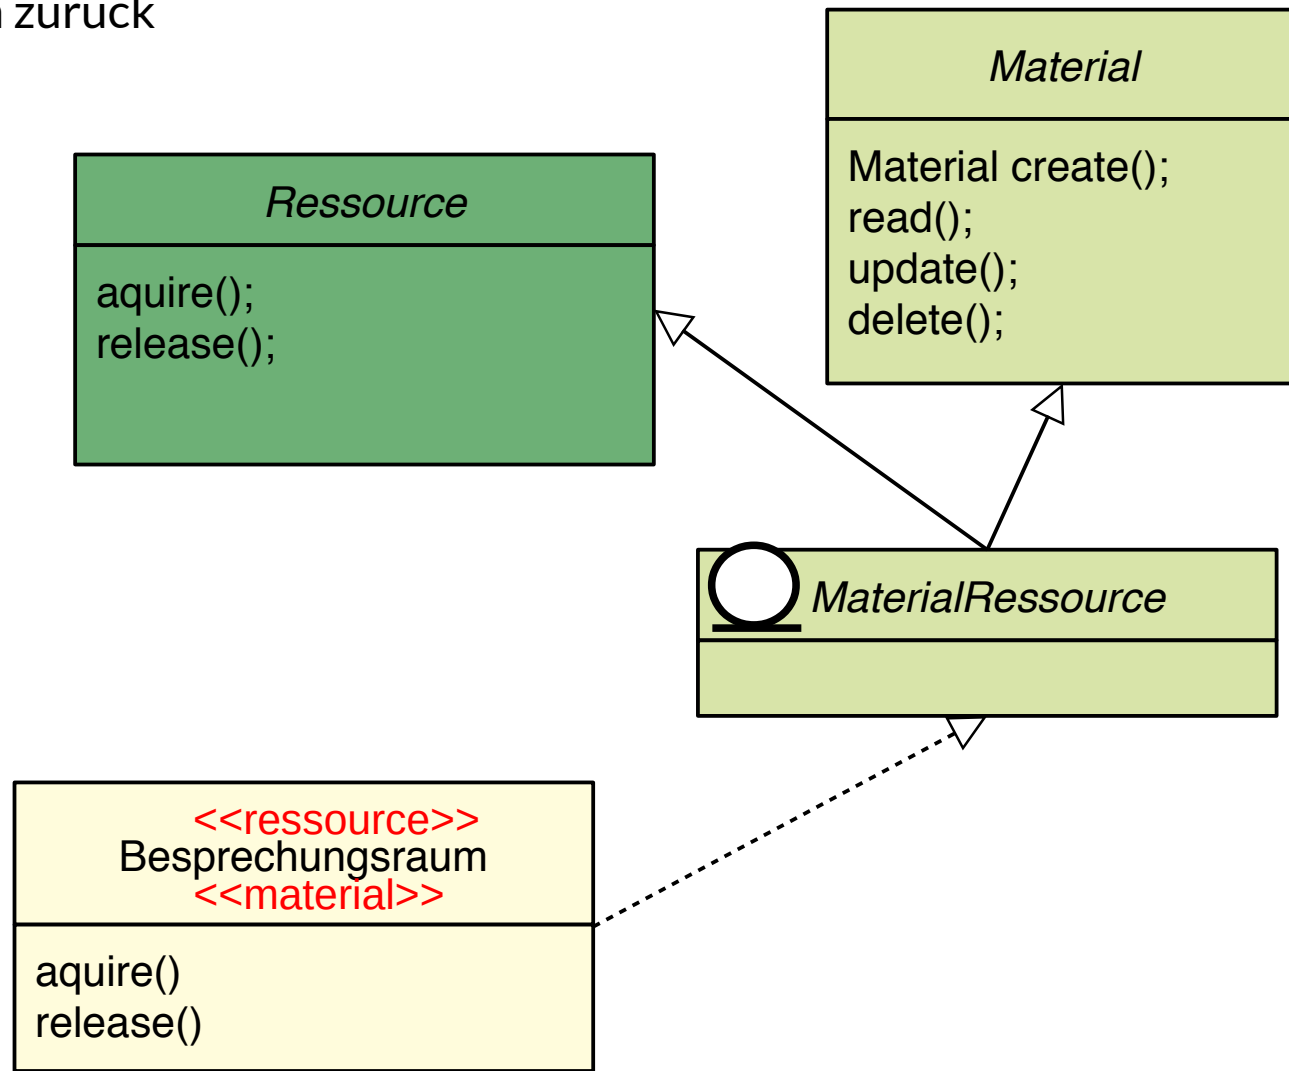 zurück
Material
Material create();
read();
update();
delete();
Ressource
aquire();
release();
MaterialRessource
<<ressource>>
Besprechungsraum
<<material>>
aquire()
release()